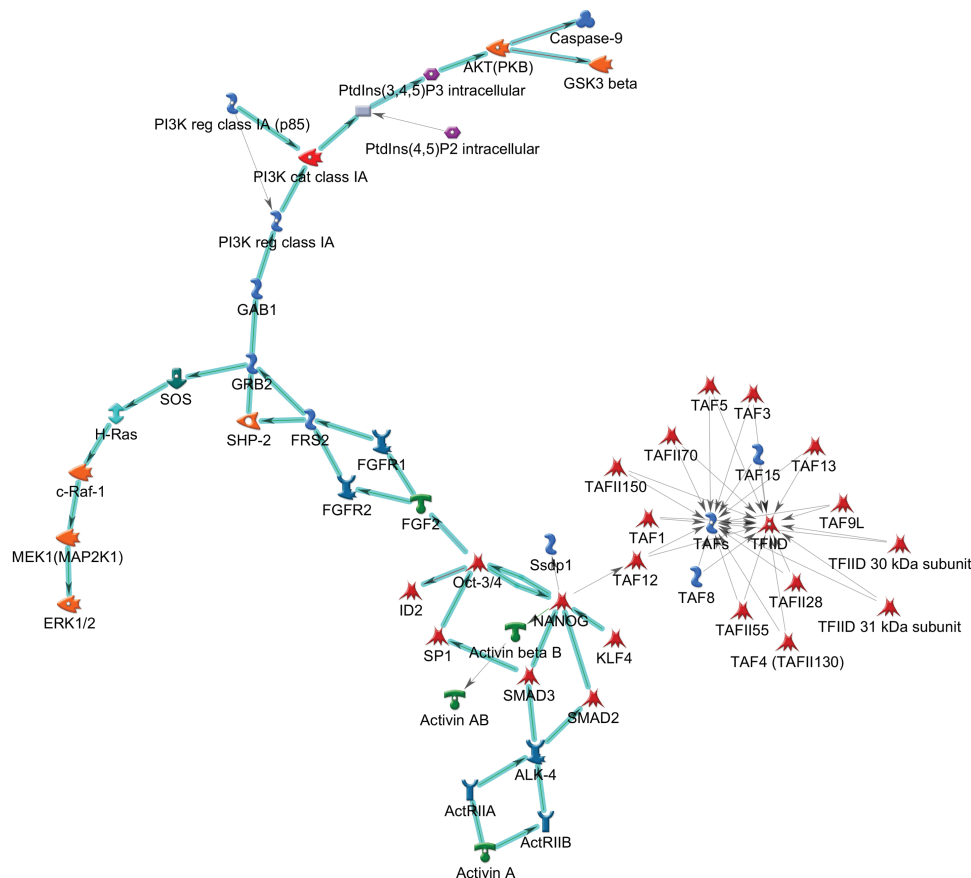 Caspase-9
AKT(PKB)
GSK3 beta
PtdIns(3,4,5)P3 intracellular
PI3K reg class IA (p85)
PtdIns(4,5)P2 intracellular
PI3K cat class IA
PI3K reg class IA
GAB1
GRB2
SOS
H-Ras
SHP-2
FRS2
c-Raf-1
FGFR1
FGFR2
FGF2
MEK1(MAP2K1)
ERK1/2
TAF5
TAF3
TAFII70
TAF15
TAF13
TAFII150
TAF1
TAFs
TFIID
TAF9L
TFIID 30 kDa subunit
Ssdp1
TAF12
TAF8
TAFII28
TAFII55
TFIID 31 kDa subunit
TAF4 (TAFII130)
Oct-3/4
ID2
NANOG
SP1
Activin beta B
KLF4
SMAD3
Activin AB
SMAD2
ALK-4
ActRIIA
ActRIIB
Activin A